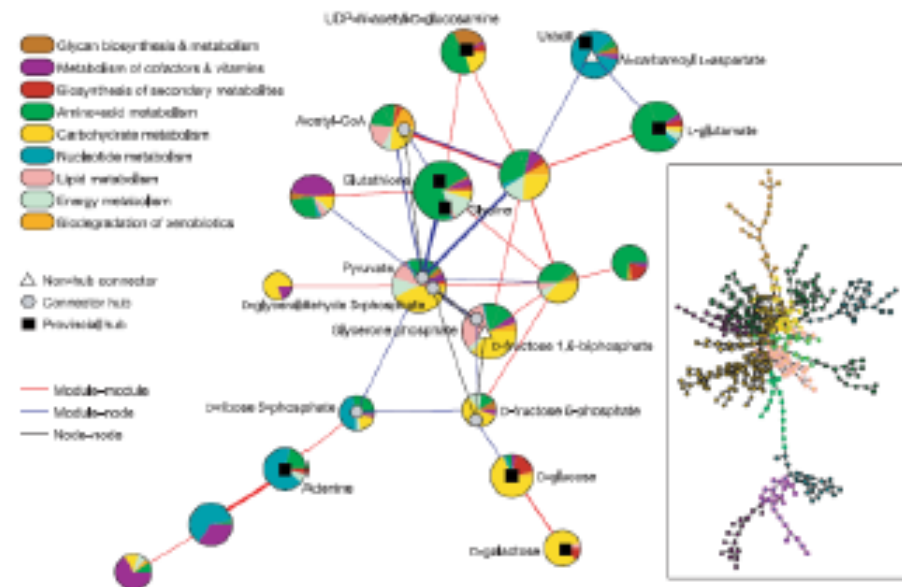 Glycan biosynthesis & metabolism
Metabolism of cofactors & vitamins
Biosynthesis of secondary metabolites
Amino-acid metabolism
Carbohydrate metabolism
Nucleotide metabolism
Lipid metabolism
Energy metabolism
Biodegradation of xenobiotics
Non-hub connector
Connector hub
Provincial hub
Module-module
Module-node
Node-node
UDP-N-acetyl-D-glucosamine
Uracil
N-carbamoyl-L-aspartate
Acetyl-CoA
L-glutamate
Glutathione
Glycine
Pyruvate
D-glyceraldehyde 3-phosphate
Glyserone phosphate
D-fructose 1,6-biphosphate
D-ribose 5-phosphate
D-fructose 6-phosphate
Adenine
D-glucose
D-galactose